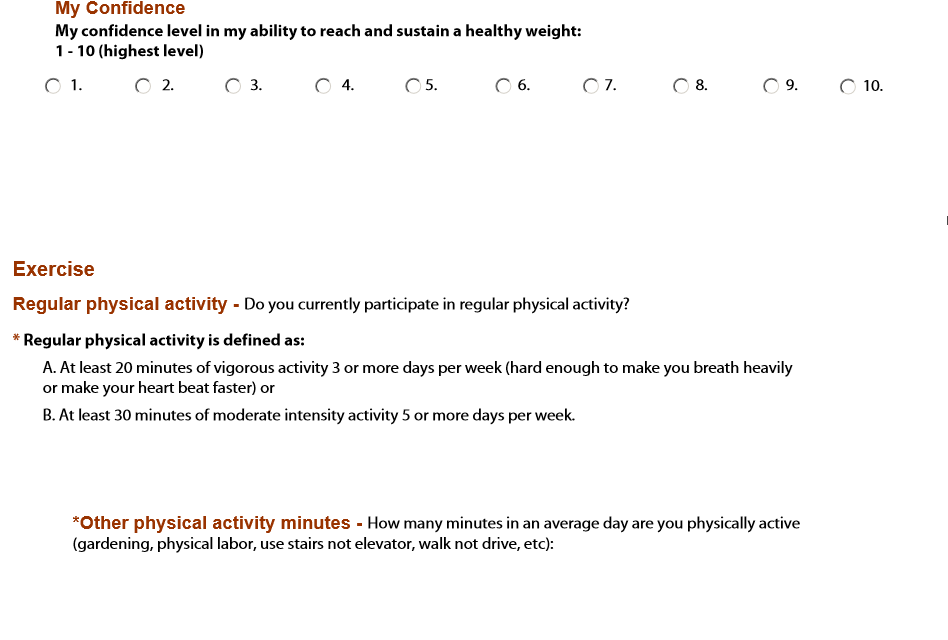 My Confidence
My confidence level in my ability to reach and sustain a healthy weight:
1 - 10 (highest level)
1. 2. 3. 4. 5. 6. 7. 8. 9. 10.
Exercise
Regular physical activity - Do you currently participate in regular physical activity?
* Regular physical activity is defined as:
A. At least 20 minutes of vigorous activity 3 or more days per week (hard enough to make you breath heavily
or make your heart beat faster) or
B. At least 30 minutes of moderate intensity activity 5 or more days per week.
*Other physical activity minutes - How many minutes in an average day are you physically active
(gardening, physical labor, use stairs not elevator, walk not drive, etc):